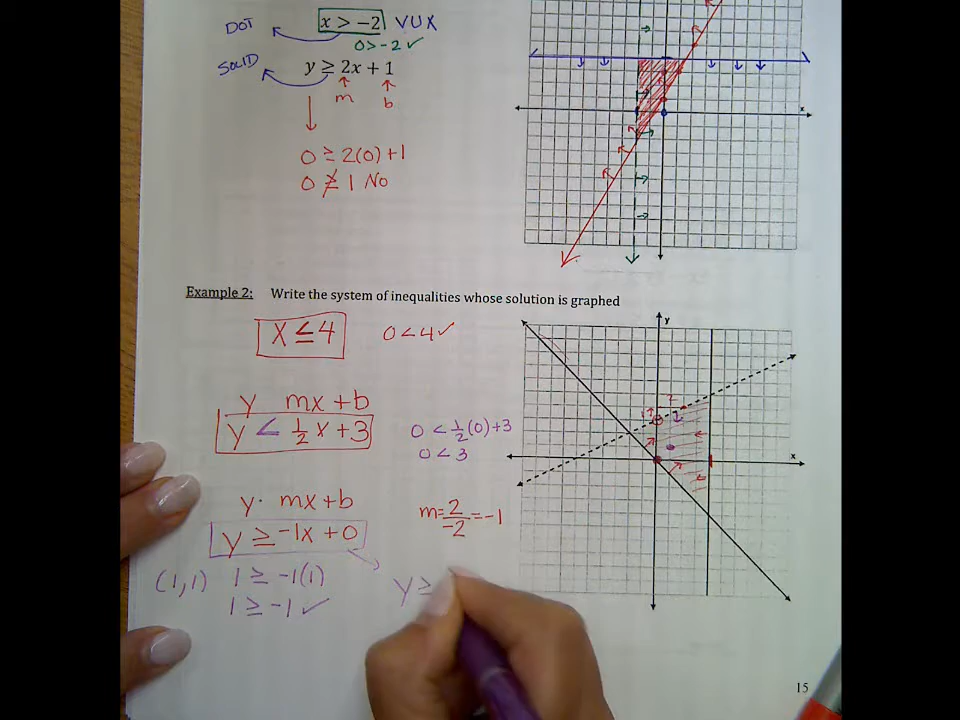 DOT x > −2 VUX
0 > −2 ✓
SOLID y ≥ 2x + 1
m b
0 ≥ 2(0) + 1
0 ≱ 1 No
x
Example 2: Write the system of inequalities whose solution is graphed
X ≤ 4 0 < 4 ✓
y
y mx + b
y < 1/2 x + 3
0 < 1/2 (0) + 3
0 < 3
x
y mx + b
m = 2/-2 = -1
y ≥ -1x + 0
(1,1) 1 ≥ -1(1)
1 ≥ -1 ✓
y ≥
15